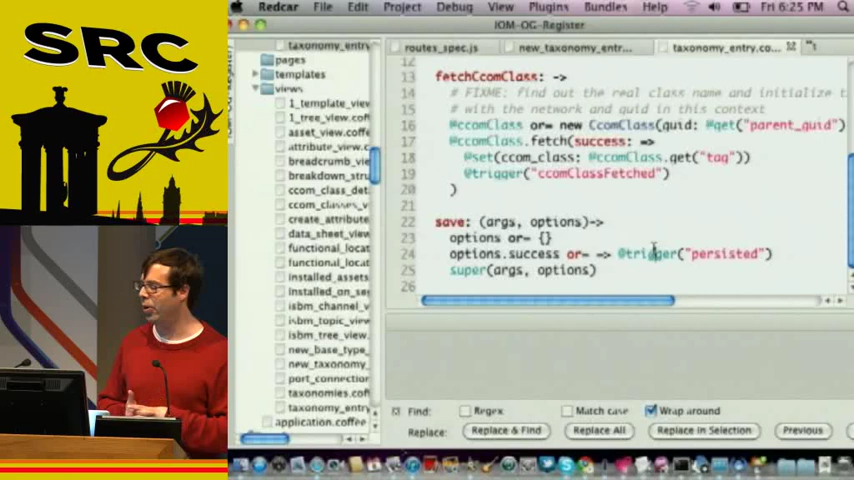 SRC
Redcar File Edit Project Debug View Plugins Bundles Help Fri 6:25 PM
IOM-OG-Register
routes_spec.js new_taxonomy_ent... taxonomy_entry.co...
taxonomy_entry
pages
templates
views
1_template_view
1_tree_view.coff
asset_view.coffe
attribute_view.c
breadcrumb_vie
breakdown_stru
ccom_class_det
ccom_classes_v
create_attribute
data_sheet_view
functional_locat
functional_locat
installed_assets
installed_on_se
isbm_channel_v
isbm_topic_view
isbm_tree_view.
new_base_type_
new_taxonomy_
port_connection
taxonomies.coff
taxonomy_entry
application.coffee
12
13 fetchCcomClass: ->
14 # FIXME: find out the real class name and initialize t
15 # with the network and guid in this context
16 @ccomClass or= new CcomClass(guid: @get("parent_guid")
17 @ccomClass.fetch(success: =>
18 @set(ccom_class: @ccomClass.get("tag"))
19 @trigger("ccomClassFetched")
20 )
21
22 save: (args, options)->
23 options or= {}
24 options.success or= => @trigger("persisted")
25 super(args, options)
26
Find: Regex Match case Wrap around
Replace: Replace & Find Replace All Replace in Selection Previous